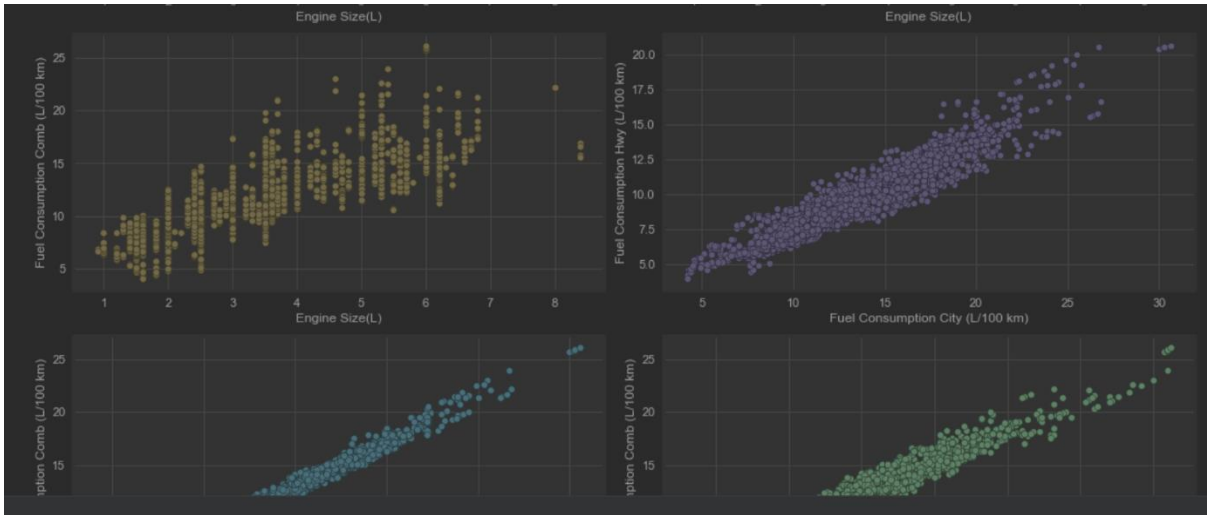 Engine Size(L) Engine Size(L)
Fuel Consumption Comb (L/100 km)
25
20
15
10
5
1 2 3 4 5 6 7 8
Engine Size(L)
Fuel Consumption Hwy (L/100 km)
20.0
17.5
15.0
12.5
10.0
7.5
5.0
5 10 15 20 25 30
Fuel Consumption City (L/100 km)
ption Comb (L/100 km)
25
20
15
ption Comb (L/100 km)
25
20
15